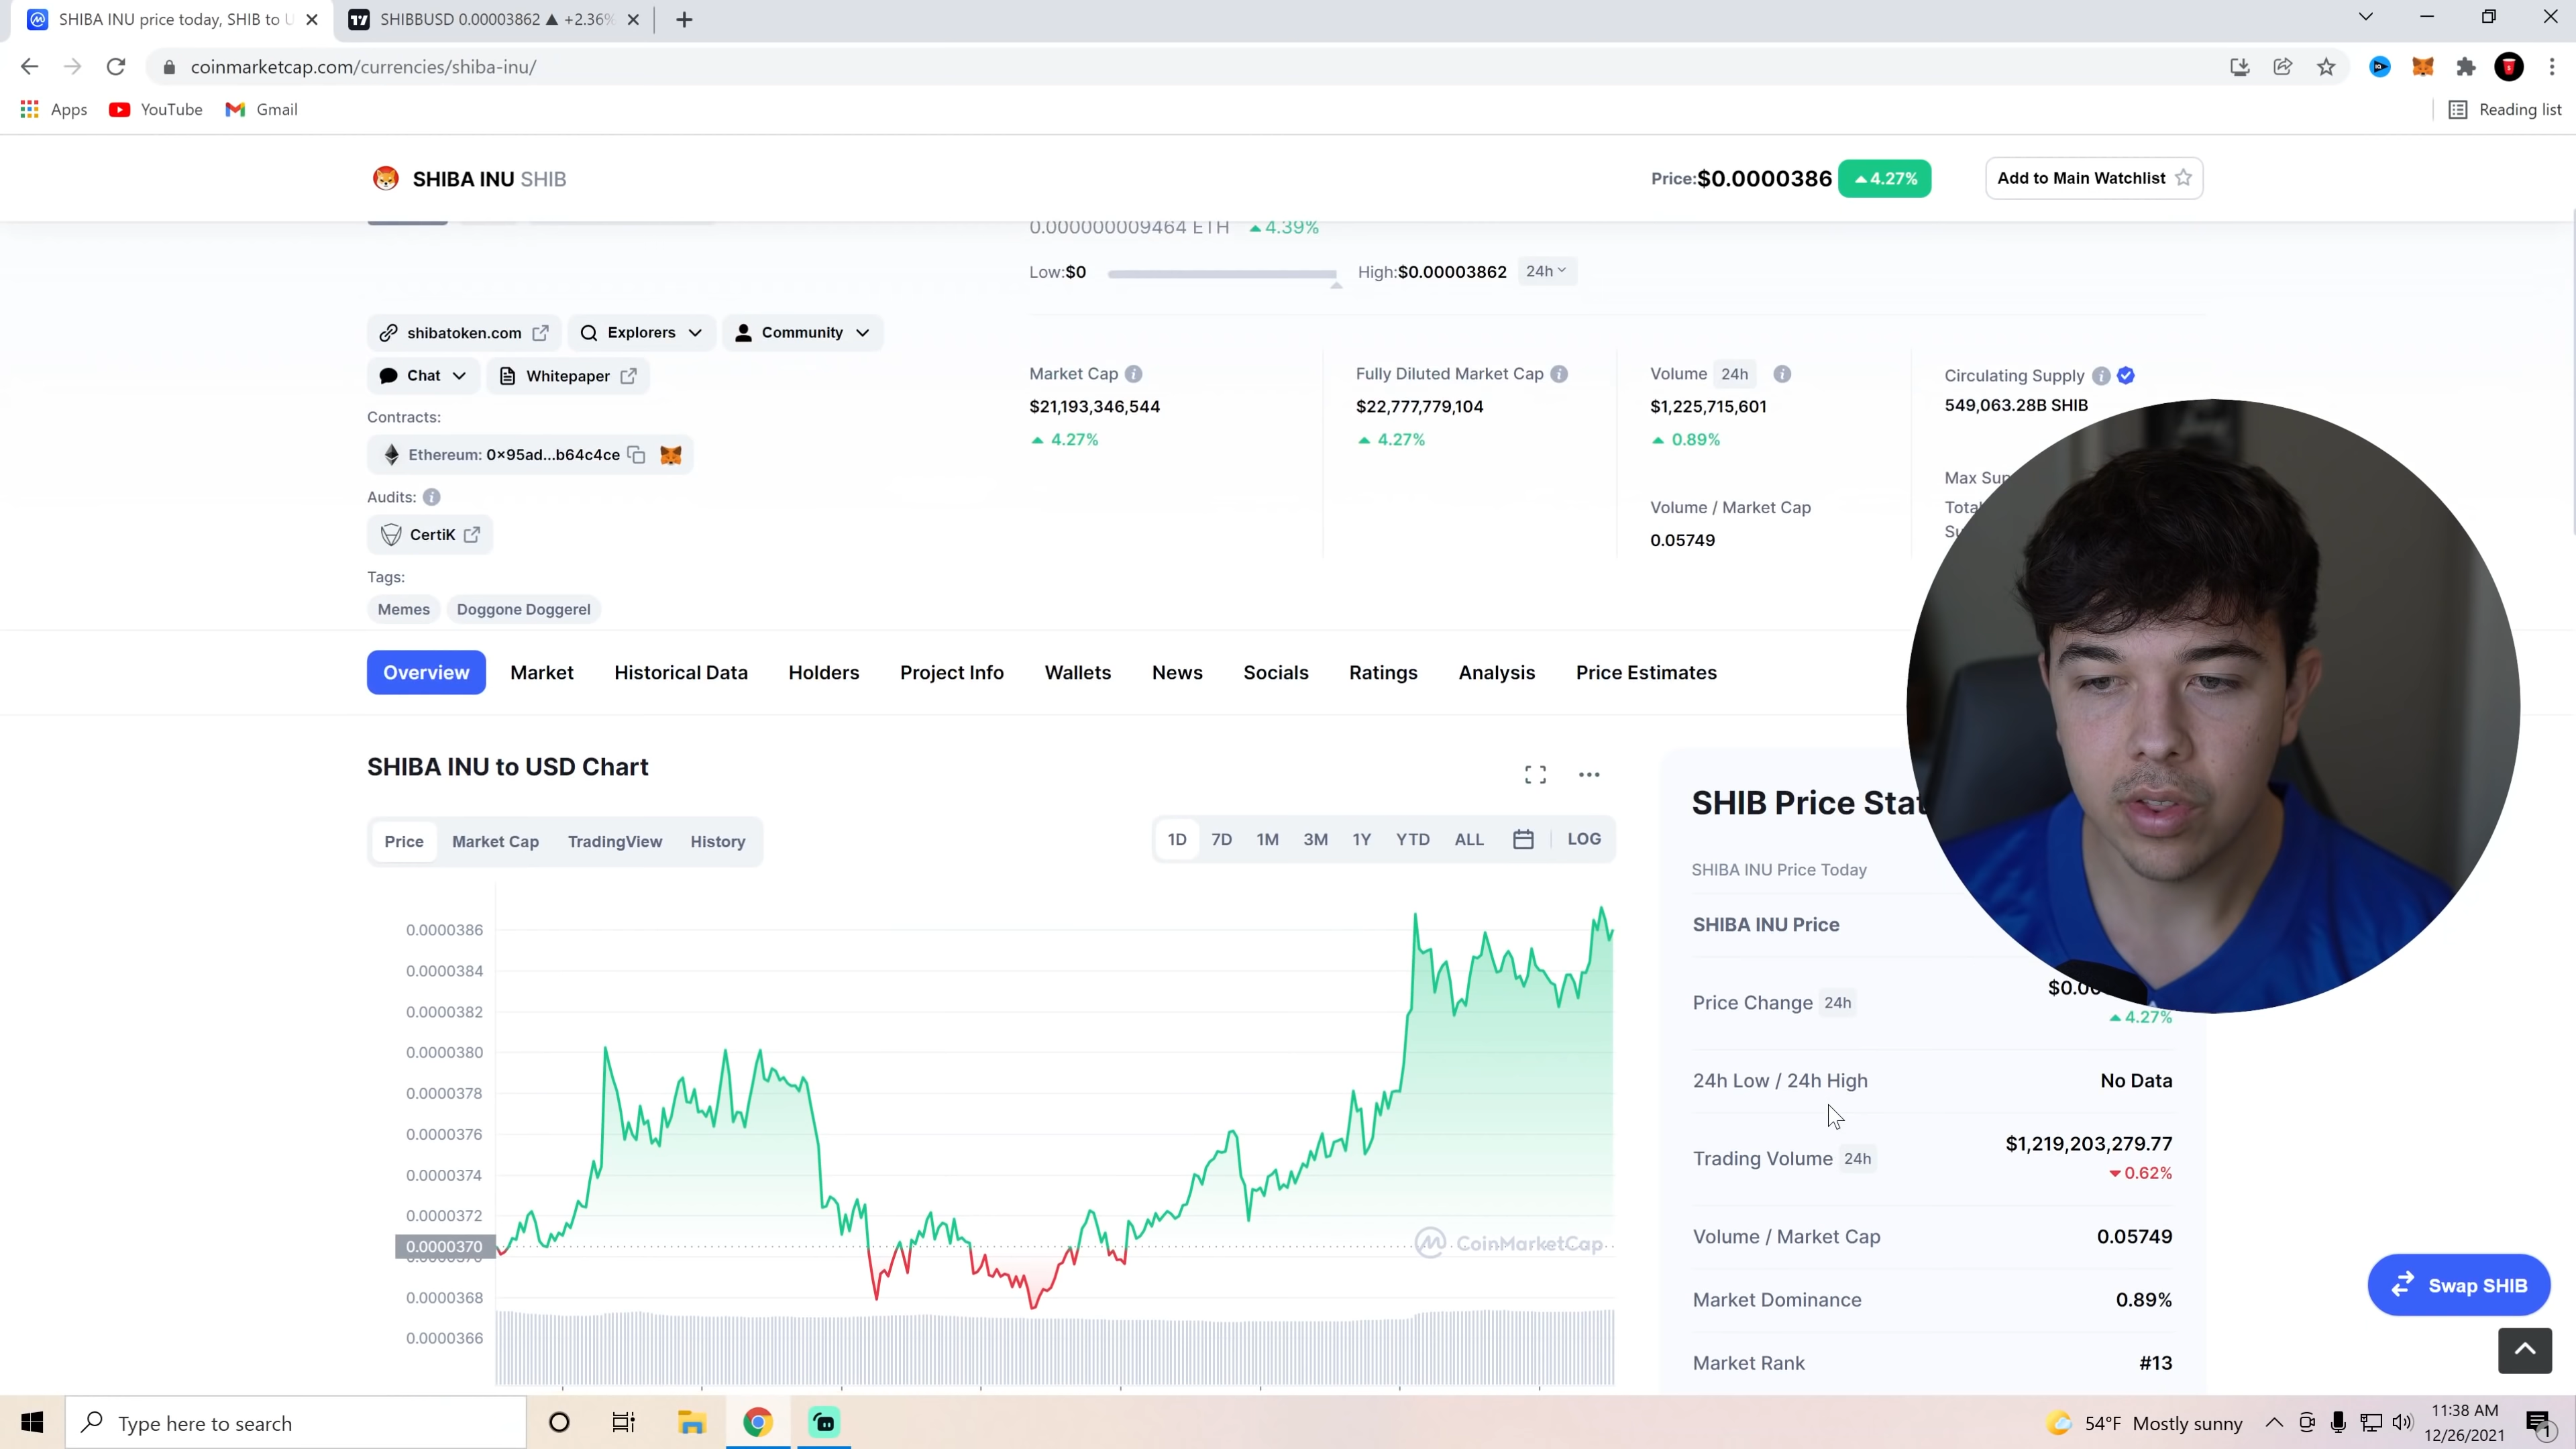 SHIBA INU price today, SHIB to U
SHIBBUSD 0.00003862 ▲ +2.36%
coinmarketcap.com/currencies/shiba-inu/
Apps YouTube Gmail Reading list
SHIBA INU SHIB Price:$0.0000386 4.27% Add to Main Watchlist
0.000000009464 ETH 4.39%
Low:$0 High:$0.00003862 24h
shibatoken.com Explorers Community
Chat Whitepaper
Contracts:
Ethereum: 0x95ad...b64c4ce
Audits:
CertiK
Tags:
Memes Doggone Doggerel
Market Cap
$21,193,346,544
4.27%
Fully Diluted Market Cap
$22,777,779,104
4.27%
Volume 24h
$1,225,715,601
0.89%
Volume / Market Cap
0.05749
Circulating Supply
549,063.28B SHIB
Max
Overview Market Historical Data Holders Project Info Wallets News Socials Ratings Analysis Price Estimates
SHIBA INU to USD Chart
Price Market Cap TradingView History
1D 7D 1M 3M 1Y YTD ALL LOG
0.0000386
0.0000384
0.0000382
0.0000380
0.0000378
0.0000376
0.0000374
0.0000372
0.0000370
0.0000368
0.0000366
CoinMarketCap
SHIB Price
SHIBA INU Price Today
SHIBA INU Price
Price Change 24h
4.27%
24h Low / 24h High No Data
Trading Volume 24h $1,219,203,279.77
0.62%
Volume / Market Cap 0.05749
Market Dominance 0.89%
Market Rank #13
Swap SHIB
Type here to search
54°F Mostly sunny
11:38 AM
12/26/2021
1